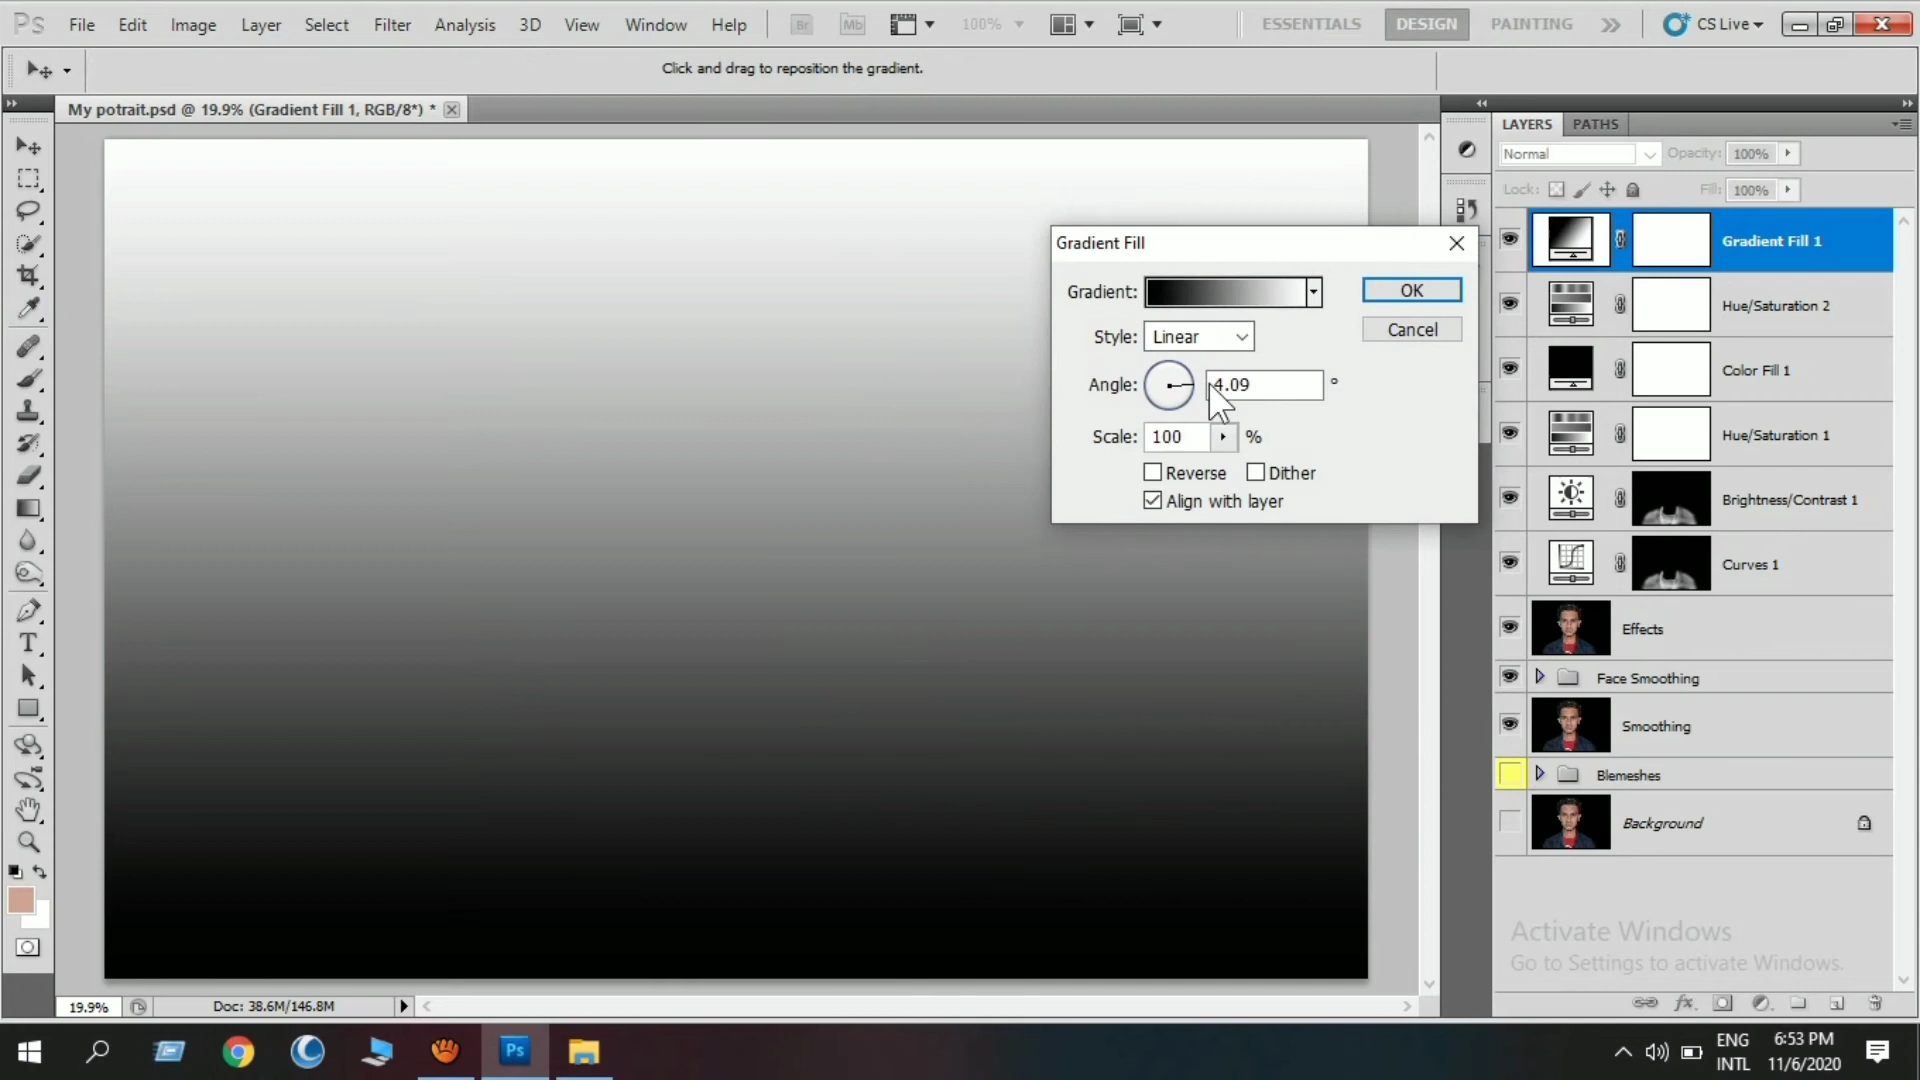 Ps File Edit Image Layer Select Filter Analysis 3D View Window Help Br Mb 100% ESSENTIALS DESIGN PAINTING CS Live
Click and drag to reposition the gradient.
My potrait.psd @ 19.9% (Gradient Fill 1, RGB/8*) *
LAYERS PATHS
Normal Opacity: 100%
Lock: Fill: 100%
Gradient Fill
Gradient: OK
Style: Linear Cancel
Angle: 4.09 °
Scale: 100 %
Reverse Dither
Align with layer
Gradient Fill 1
Hue/Saturation 2
Color Fill 1
Hue/Saturation 1
Brightness/Contrast 1
Curves 1
Effects
Face Smoothing
Smoothing
Blemeshes
Background
T
Activate Windows
Go to Settings to activate Windows.
19.9% Doc: 38.6M/146.8M
fx
Ps
ENG
INTL
6:53 PM
11/6/2020